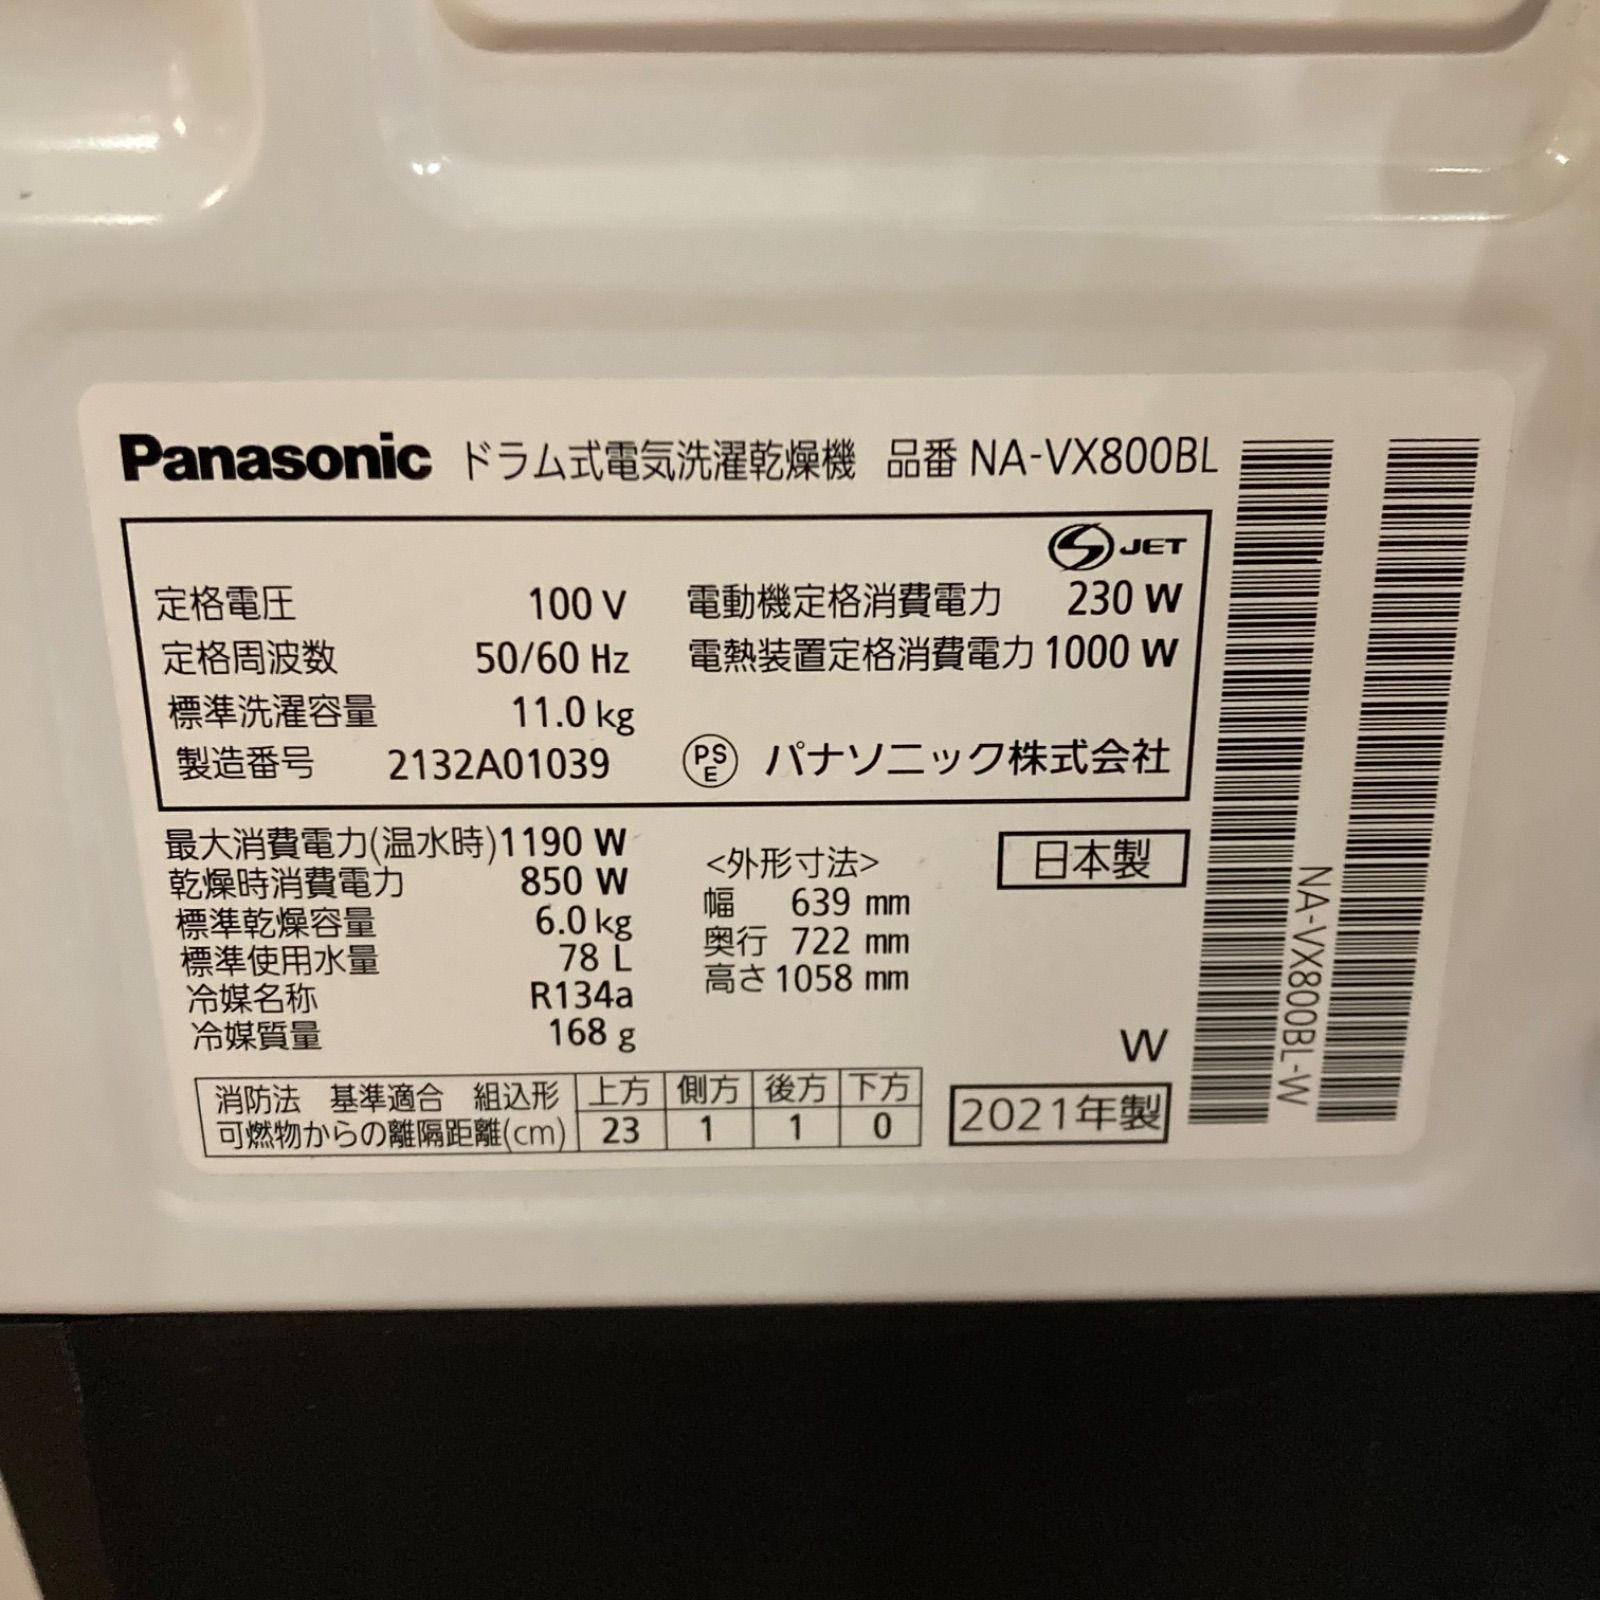 Panasonic ドラム式電気洗濯乾燥機 品番 NA-VX800BL
S JET
定格電圧 100 V 電動機定格消費電力 230 W
定格周波数 50/60 Hz 電熱装置定格消費電力 1000 W
標準洗濯容量 11.0 kg
製造番号 2132A01039 PSE パナソニック株式会社
最大消費電力(温水時) 1190 W
乾燥時消費電力 850 W
標準乾燥容量 6.0 kg
標準使用水量 78 L
冷媒名称 R134a
冷媒質量 168 g
<外形寸法>
幅 639 mm
奥行 722 mm
高さ 1058 mm
日本製
W
消防法 基準適合 組込形 上方 側方 後方 下方
可燃物からの離隔距離(cm) 23 1 1 0
2021年製
NA-VX800BL-W